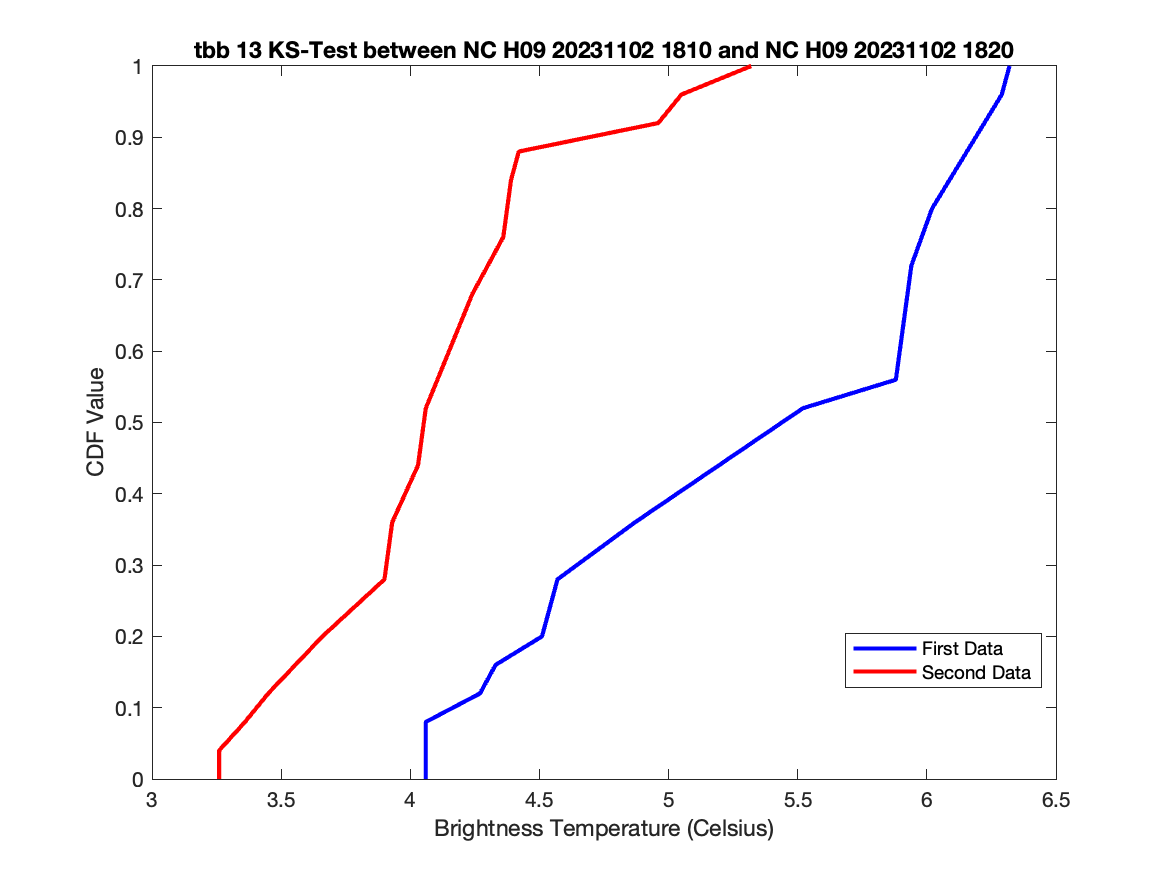 tbb 13 KS-Test between NC H09 20231102 1810 and NC H09 20231102 1820
1
0.9
0.8
0.7
0.6
0.5
0.4
0.3
0.2
0.1
0
CDF Value
First Data
Second Data
3 3.5 4 4.5 5 5.5 6 6.5
Brightness Temperature (Celsius)